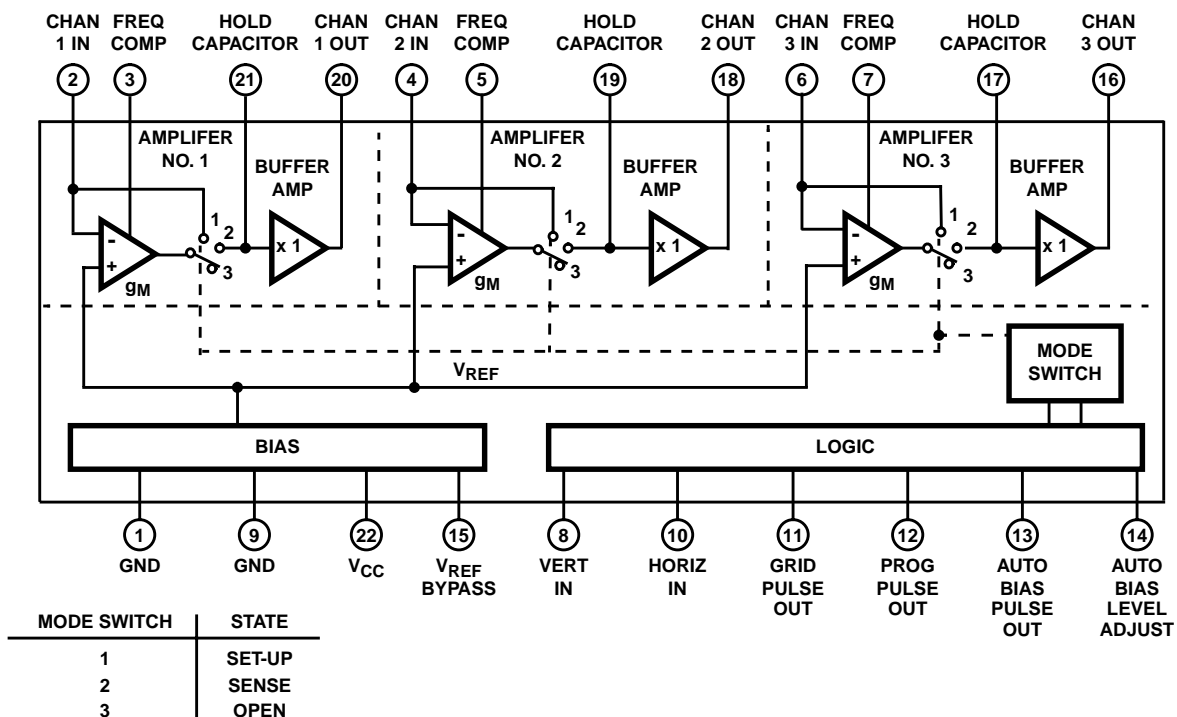 CHAN 1 IN
FREQ COMP
HOLD CAPACITOR
CHAN 1 OUT
CHAN 2 IN
FREQ COMP
HOLD CAPACITOR
CHAN 2 OUT
CHAN 3 IN
FREQ COMP
HOLD CAPACITOR
CHAN 3 OUT
2 3 21 20 4 5 19 18 6 7 17 16
AMPLIFER NO. 1
BUFFER AMP
1
2
3
-
+
gM
x 1
AMPLIFER NO. 2
BUFFER AMP
1
2
3
-
+
gM
x 1
AMPLIFER NO. 3
BUFFER AMP
1
2
3
-
+
gM
x 1
MODE SWITCH
VREF
BIAS
LOGIC
1 9 22 15 8 10 11 12 13 14
GND
GND
VCC
VREF BYPASS
VERT IN
HORIZ IN
GRID PULSE OUT
PROG PULSE OUT
AUTO BIAS PULSE OUT
AUTO BIAS LEVEL ADJUST
MODE SWITCH STATE
1 SET-UP
2 SENSE
3 OPEN